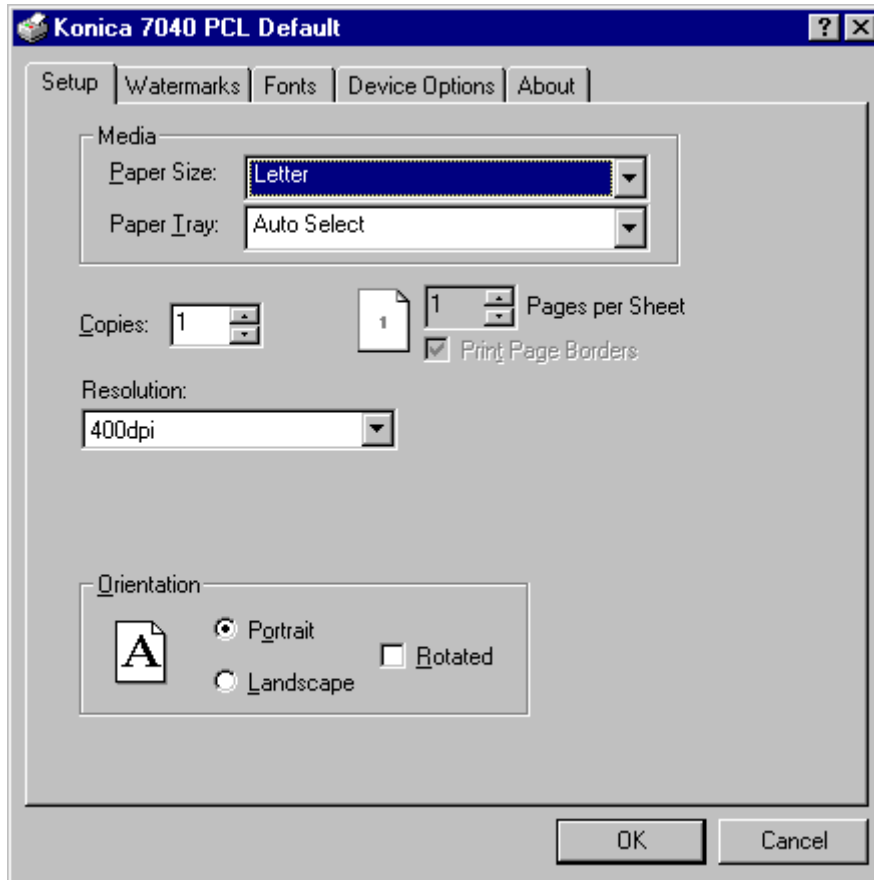 Konica 7040 PCL Default
Setup Watermarks Fonts Device Options About
Media
Paper Size: Letter
Paper Tray: Auto Select
Copies: 1
1
1 Pages per Sheet
Print Page Borders
Resolution:
400dpi
Orientation
A
Portrait
Rotated
Landscape
OK Cancel